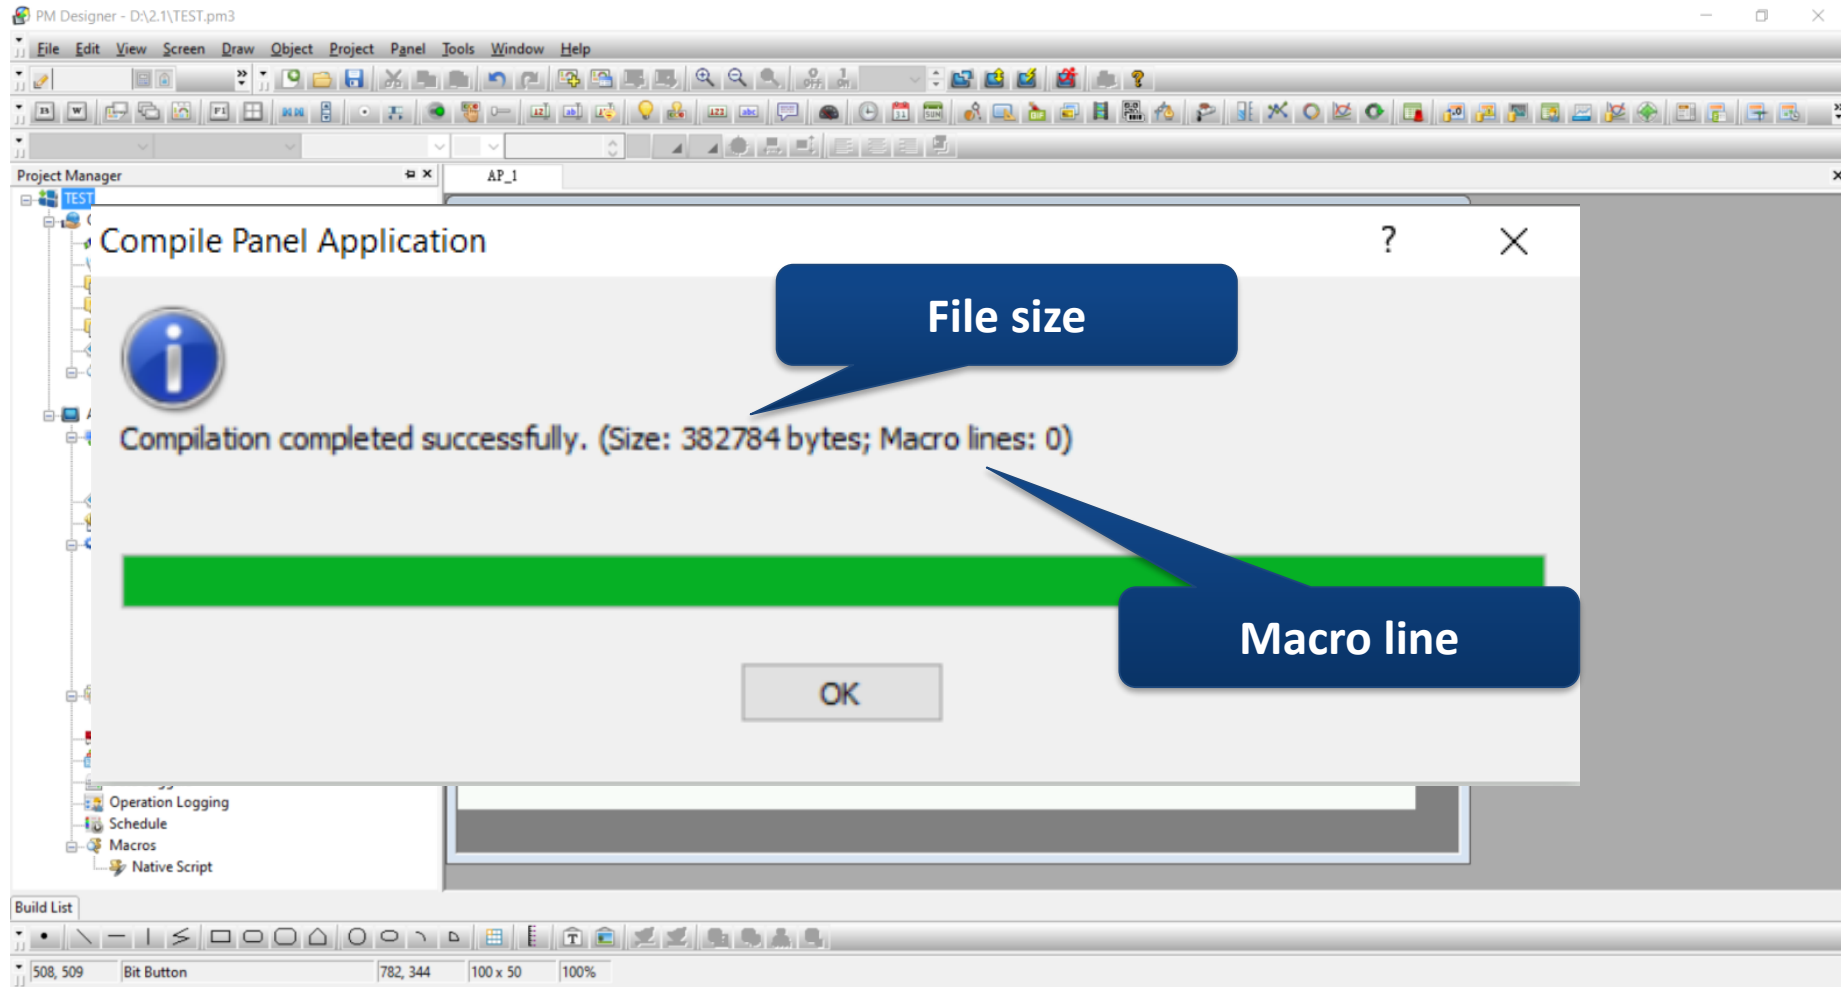 PM Designer - D:\2.1\TEST.pm3
File Edit View Screen Draw Object Project Panel Tools Window Help
Project Manager
AP_1
TEST
Compile Panel Application
?
File size
Compilation completed successfully. (Size: 382784 bytes; Macro lines: 0)
Macro line
OK
Operation Logging
Schedule
Macros
Native Script
Build List
508, 509 Bit Button 782, 344 100 x 50 100%